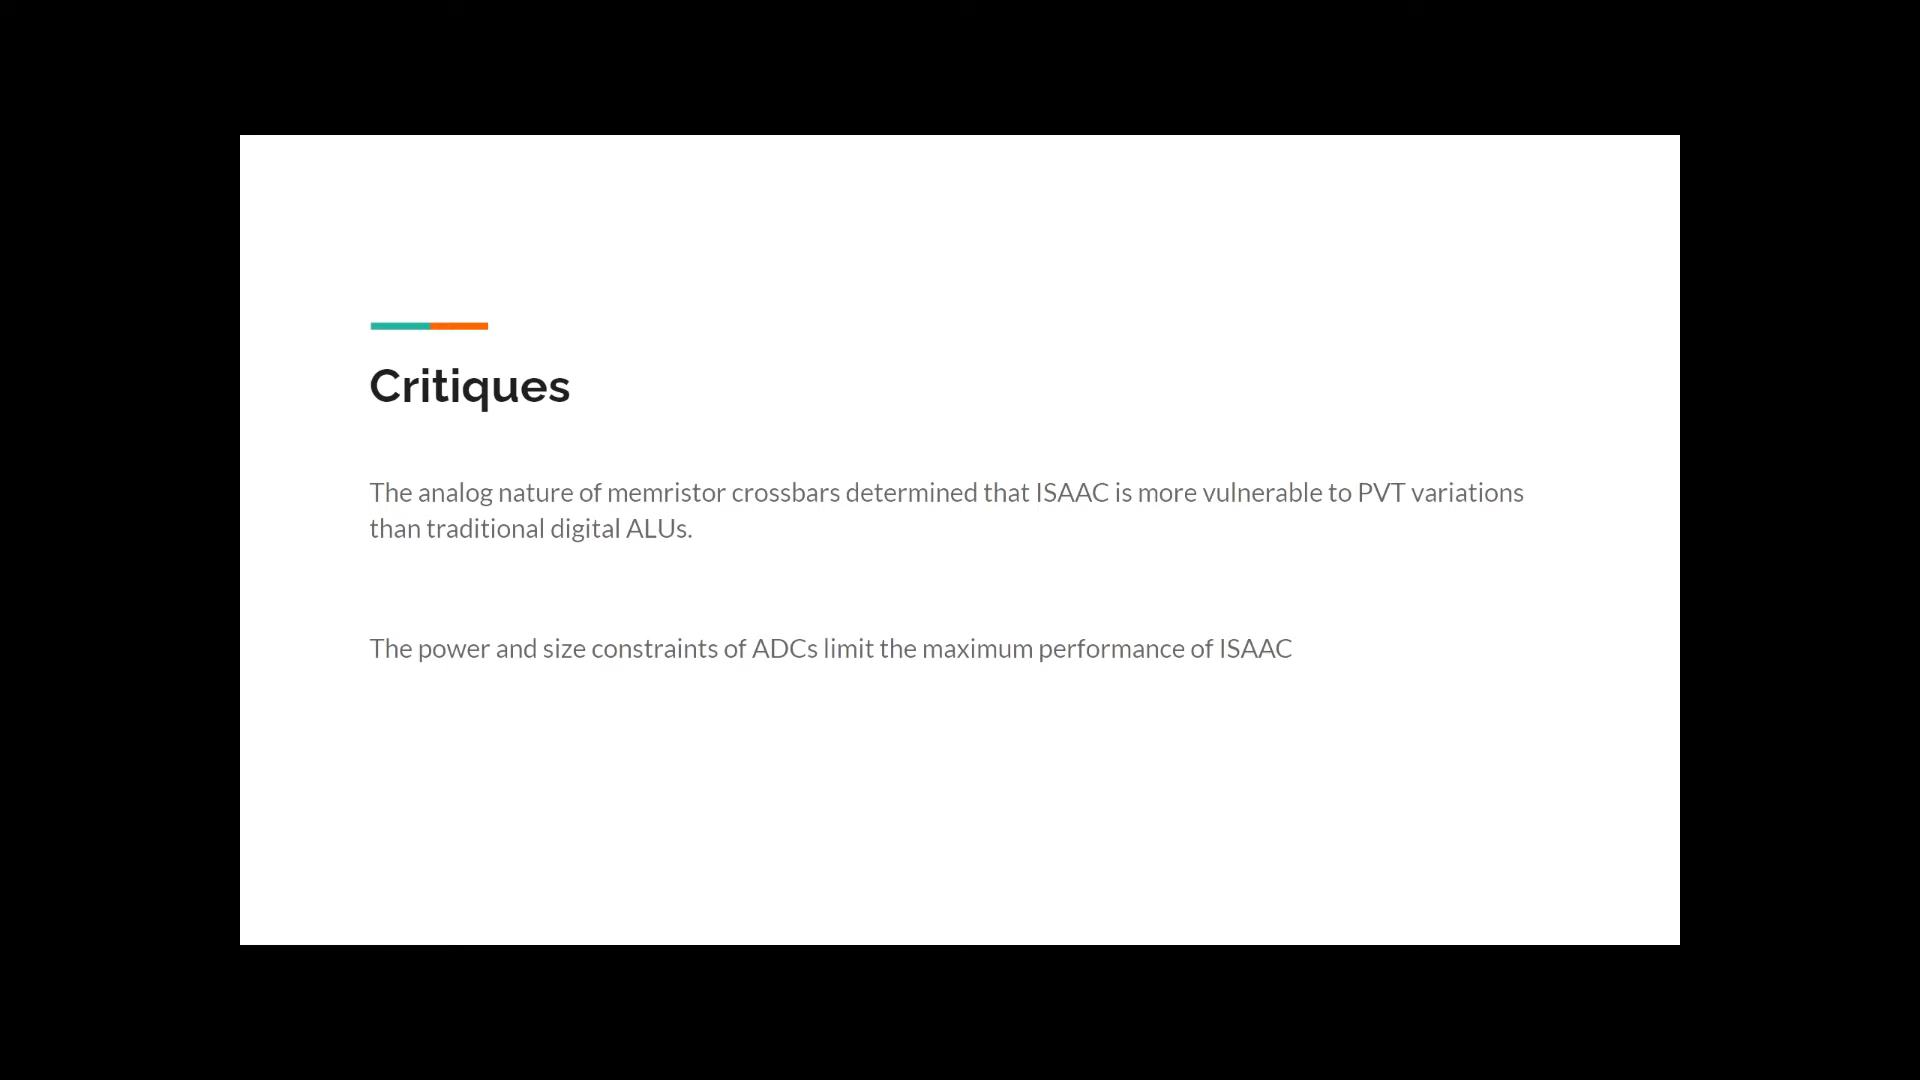 Critiques
The analog nature of memristor crossbars determined that ISAAC is more vulnerable to PVT variations
than traditional digital ALUs.
The power and size constraints of ADCs limit the maximum performance of ISAAC